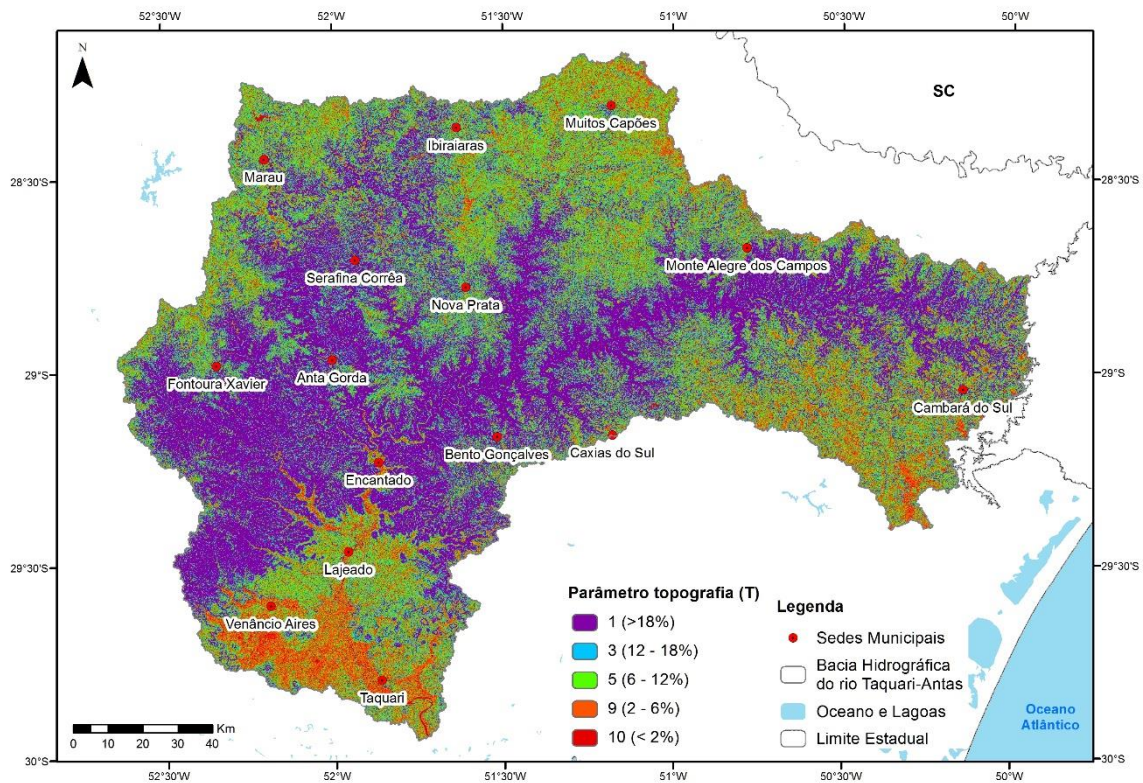 52°30'W 52°W 51°30'W 51°W 50°30'W 50°W
N
SC
Muitos Capões
Ibiraiaras
Marau
28°30'S 28°30'S
Monte Alegre dos Campos
Serafina Corrêa
Nova Prata
29°S 29°S
Fontoura Xavier
Anta Gorda
Cambará do Sul
Bento Gonçalves
Caxias do Sul
Encantado
Lajeado
29°30'S 29°30'S
Venâncio Aires
Taquari
Parâmetro topografia (T)
1 (>18%)
3 (12 - 18%)
5 (6 - 12%)
9 (2 - 6%)
10 (< 2%)
Legenda
Sedes Municipais
Bacia Hidrográfica
do rio Taquari-Antas
Oceano e Lagoas
Limite Estadual
Oceano
Atlântico
Km
0 5 10 20 30 40
30°S 30°S
52°30'W 52°W 51°30'W 51°W 50°30'W 50°W